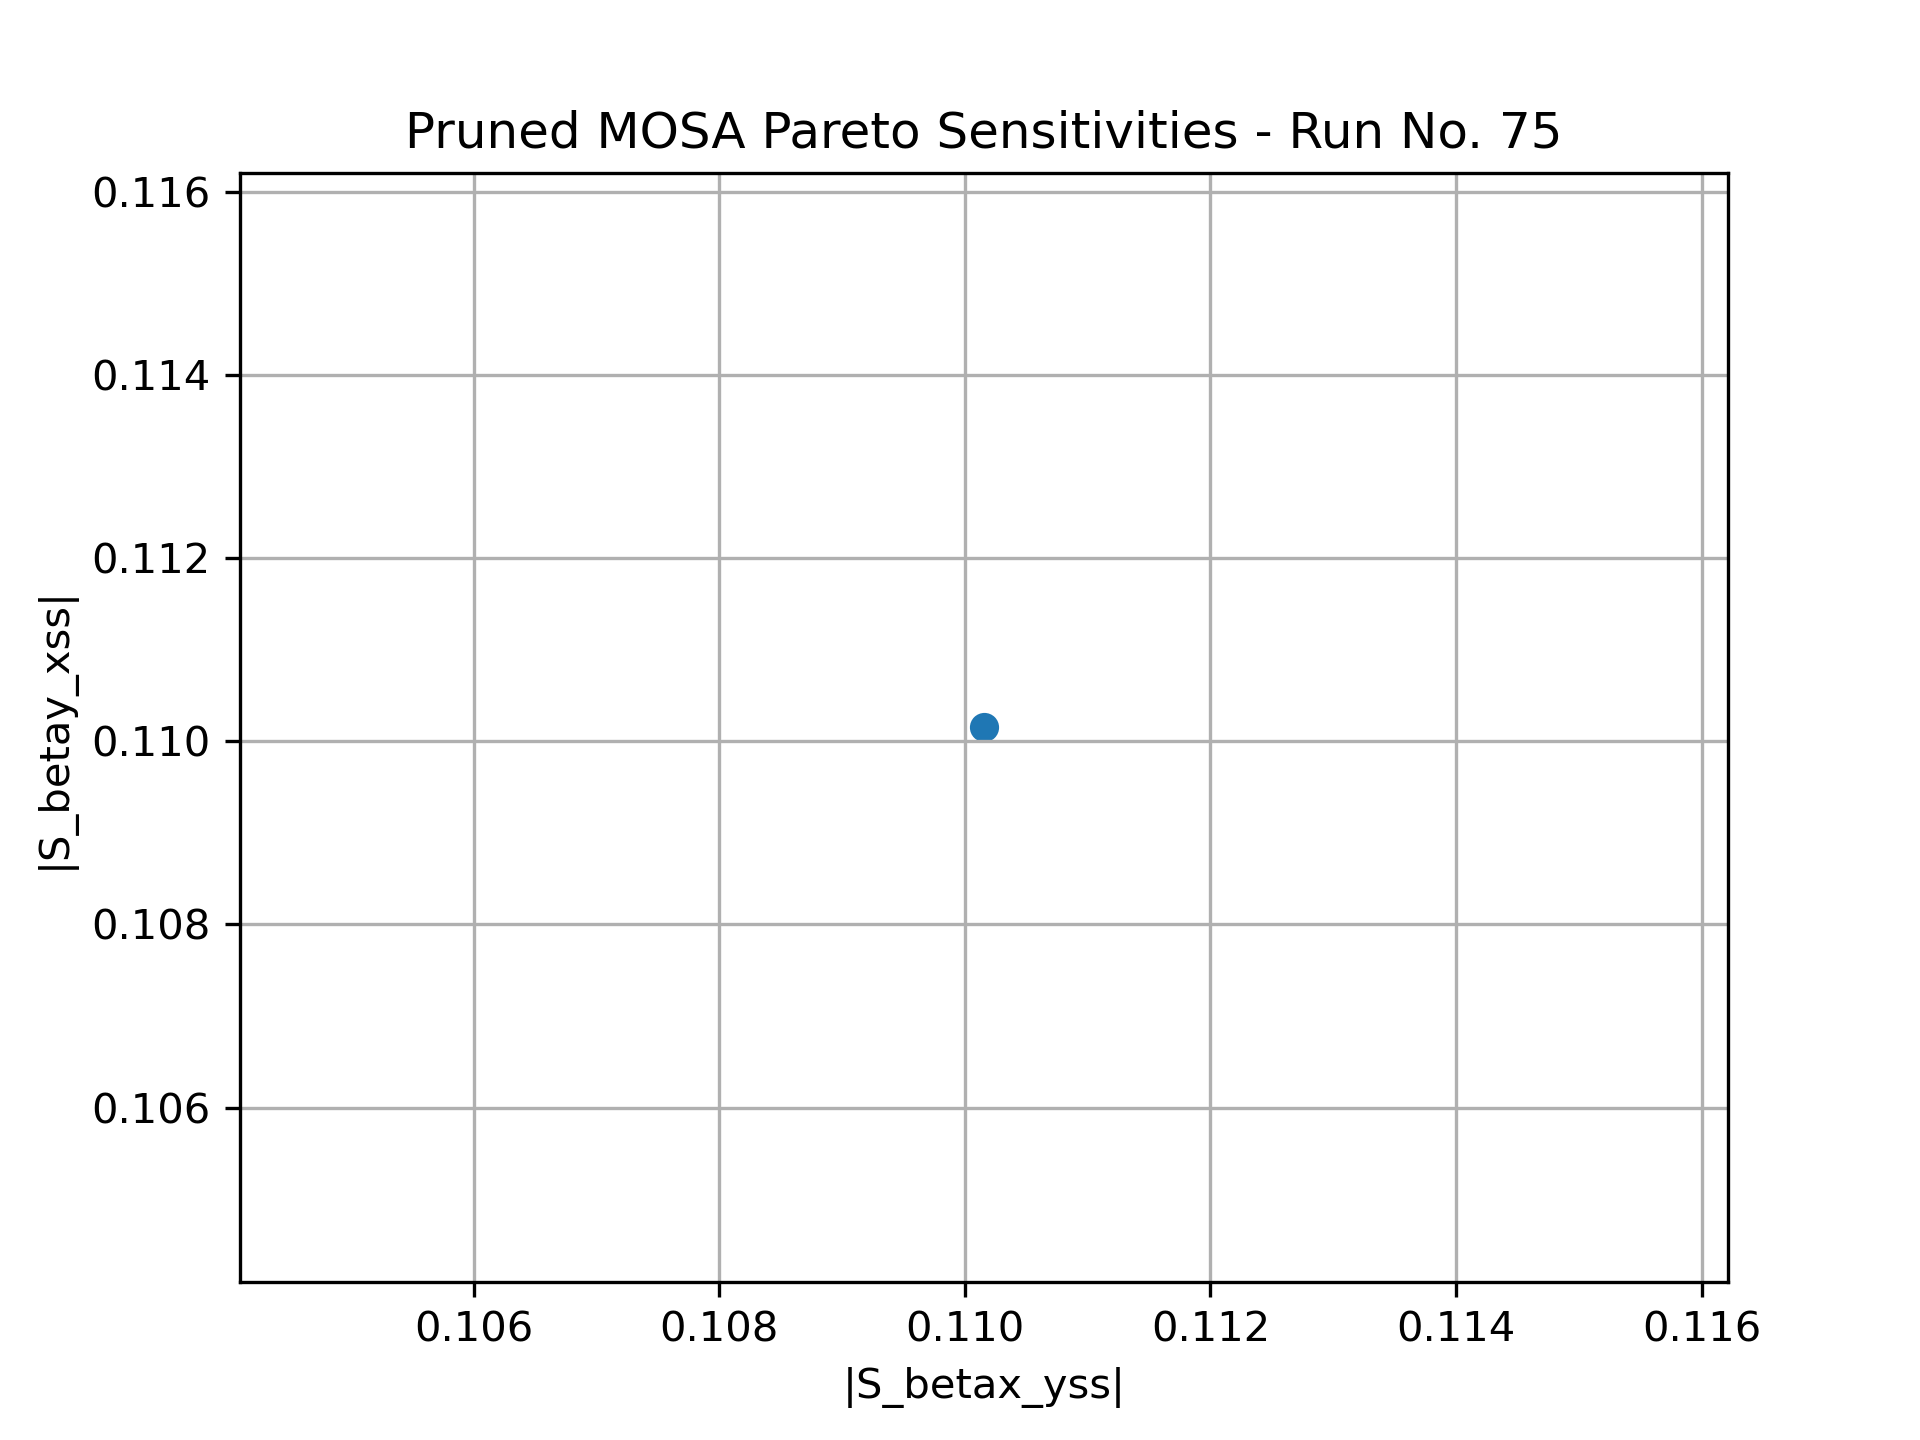 Pruned MOSA Pareto Sensitivities - Run No. 75
0.116
0.114
0.112
0.110
0.108
0.106
|S_betay_xss|
0.106 0.108 0.110 0.112 0.114 0.116
|S_betax_yss|